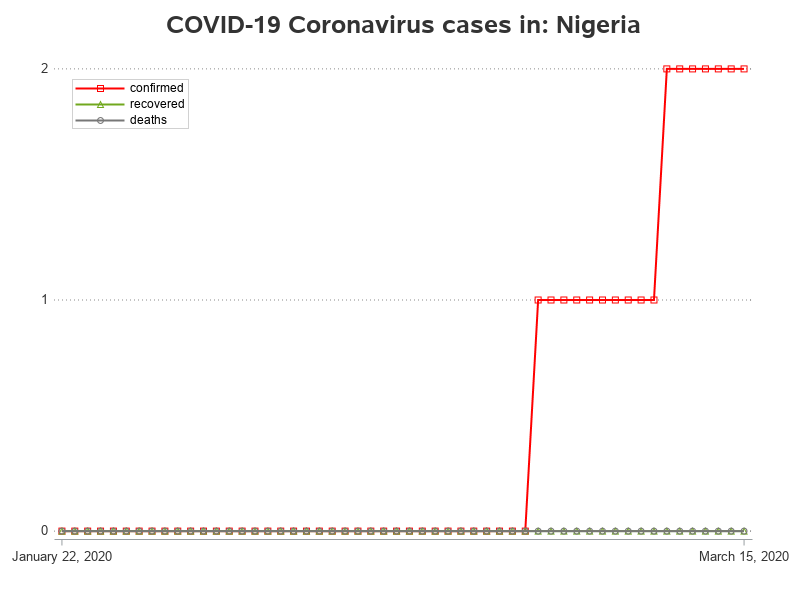 COVID-19 Coronavirus cases in: Nigeria
2
confirmed
recovered
deaths
1
0
January 22, 2020
March 15, 2020